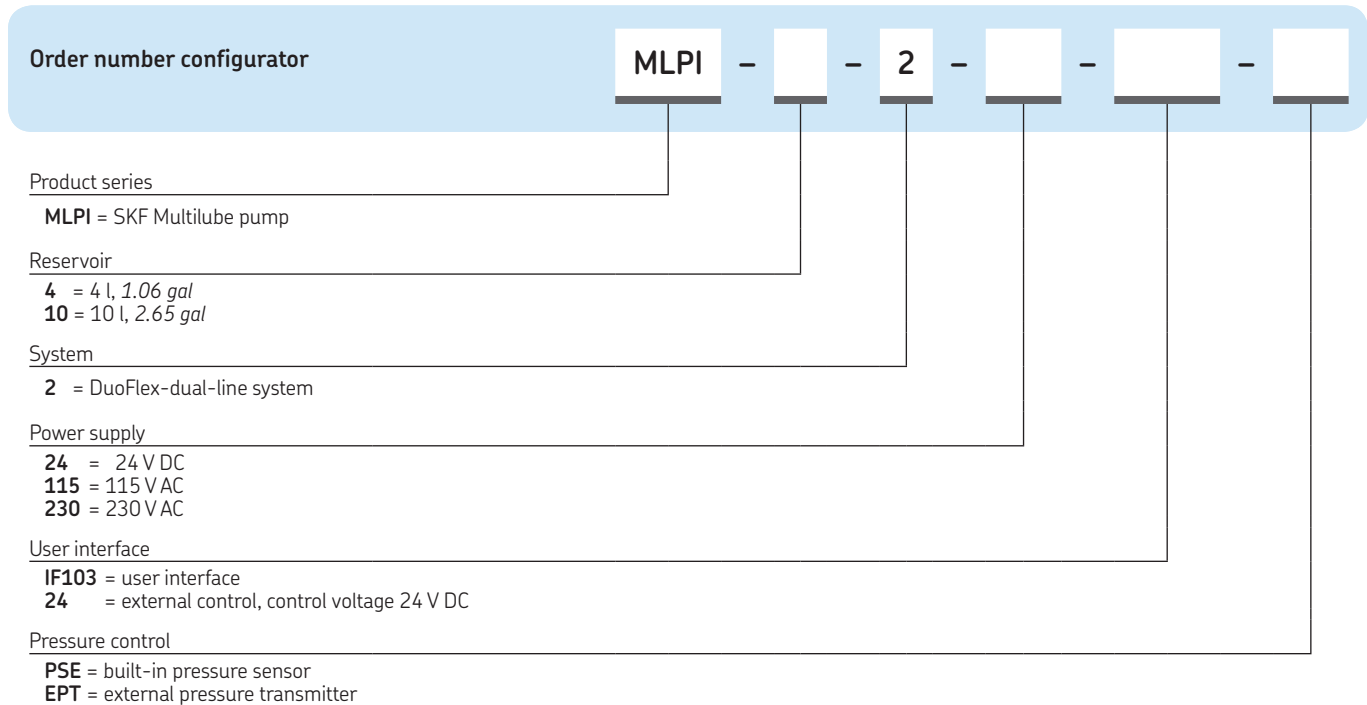 Order number configurator MLPI – – 2 – – –
Product series
MLPI = SKF Multilube pump
Reservoir
4 = 4 l, 1.06 gal
10 = 10 l, 2.65 gal
System
2 = DuoFlex-dual-line system
Power supply
24 = 24 V DC
115 = 115 V AC
230 = 230 V AC
User interface
IF103 = user interface
24 = external control, control voltage 24 V DC
Pressure control
PSE = built-in pressure sensor
EPT = external pressure transmitter